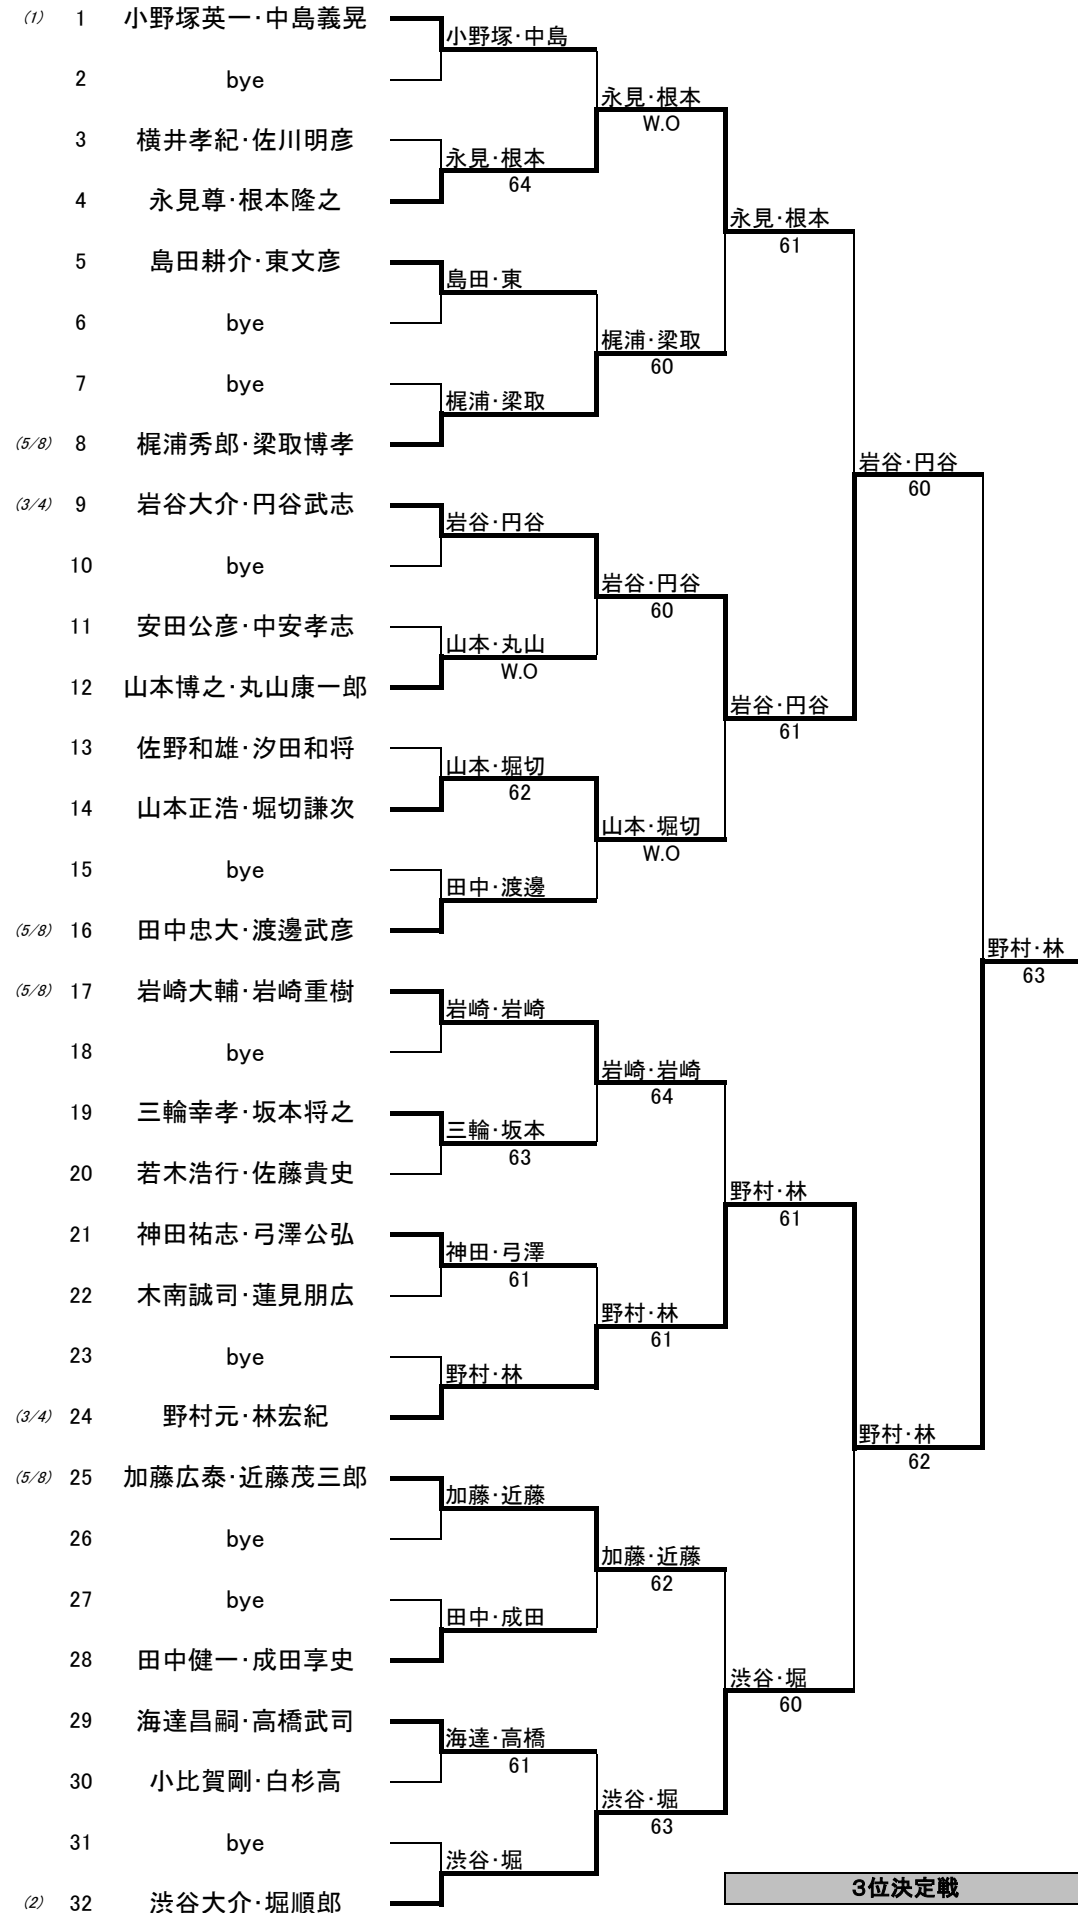 (1) 1 小野塚英一・中島義晃
小野塚・中島
2 bye
永見・根本
W.O
3 横井孝紀・佐川明彦
永見・根本
64
4 永見尊・根本隆之
永見・根本
61
5 島田耕介・東文彦
島田・東
6 bye
梶浦・梁取
60
7 bye
梶浦・梁取
(5/8) 8 梶浦秀郎・梁取博孝
岩谷・円谷
60
(3/4) 9 岩谷大介・円谷武志
岩谷・円谷
10 bye
岩谷・円谷
60
11 安田公彦・中安孝志
山本・丸山
W.O
12 山本博之・丸山康一郎
岩谷・円谷
61
13 佐野和雄・汐田和将
山本・堀切
62
14 山本正浩・堀切謙次
山本・堀切
W.O
15 bye
田中・渡邊
(5/8) 16 田中忠大・渡邊武彦
野村・林
63
(5/8) 17 岩崎大輔・岩崎重樹
岩崎・岩崎
18 bye
岩崎・岩崎
64
19 三輪幸孝・坂本将之
三輪・坂本
63
20 若木浩行・佐藤貴史
野村・林
61
21 神田祐志・弓澤公弘
神田・弓澤
61
22 木南誠司・蓮見朋広
野村・林
61
23 bye
野村・林
(3/4) 24 野村元・林宏紀
野村・林
62
(5/8) 25 加藤広泰・近藤茂三郎
加藤・近藤
26 bye
加藤・近藤
62
27 bye
田中・成田
28 田中健一・成田享史
渋谷・堀
60
29 海達昌嗣・高橋武司
海達・高橋
61
30 小比賀剛・白杉高
渋谷・堀
63
31 bye
渋谷・堀
3位決定戦
(2) 32 渋谷大介・堀順郎